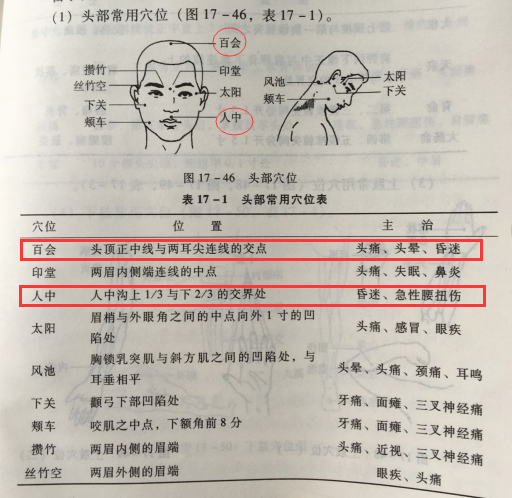 (1) 头部常用穴位(图17-46,表17-1)。
百会
攒竹
印堂
丝竹空
太阳
下关
颊车
人中
风池
太阳
下关
颊车
图17-46 头部穴位
表17-1 头部常用穴位表
穴位 位置 主治
百会 头顶正中线与两耳尖连线的交点 头痛、头晕、昏迷
印堂 两眉内侧端连线的中点 头痛、失眠、鼻炎
人中 人中沟上1/3与下2/3的交界处 昏迷、急性腰扭伤
太阳 眉梢与外眼角之间的中点向外1寸的凹陷处 头痛、感冒、眼疾
风池 胸锁乳突肌与斜方肌之间的凹陷处,与耳垂相平 头晕、头痛、颈痛、耳鸣
下关 颧弓下部凹陷处 牙痛、面瘫、三叉神经痛
颊车 咬肌之中点,下额角前8分 牙痛、面瘫、三叉神经痛
攒竹 两眉内侧的眉端 头痛、近视、三叉神经痛
丝竹空 两眉外侧的眉端 眼疾、头痛